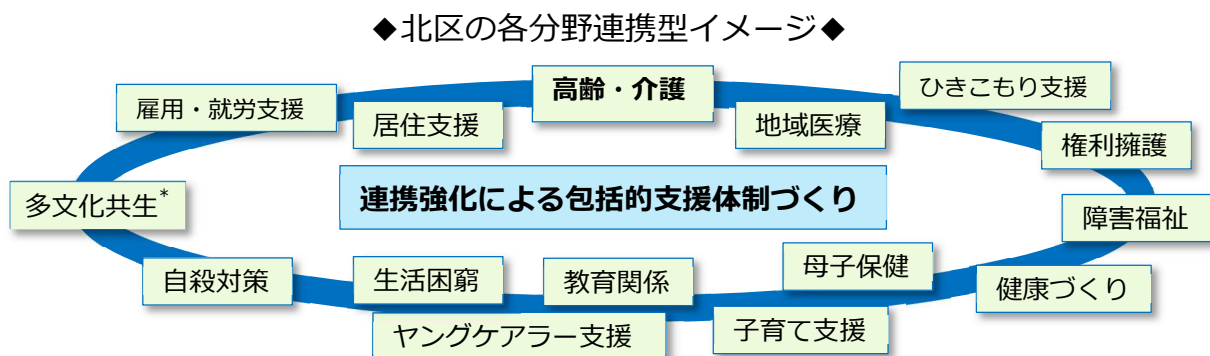 ◆北区の各分野連携型イメージ◆
高齢・介護
ひきこもり支援
雇用・就労支援
居住支援
地域医療
権利擁護
連携強化による包括的支援体制づくり
多文化共生*
障害福祉
自殺対策
生活困窮
教育関係
母子保健
健康づくり
ヤングケアラー支援
子育て支援